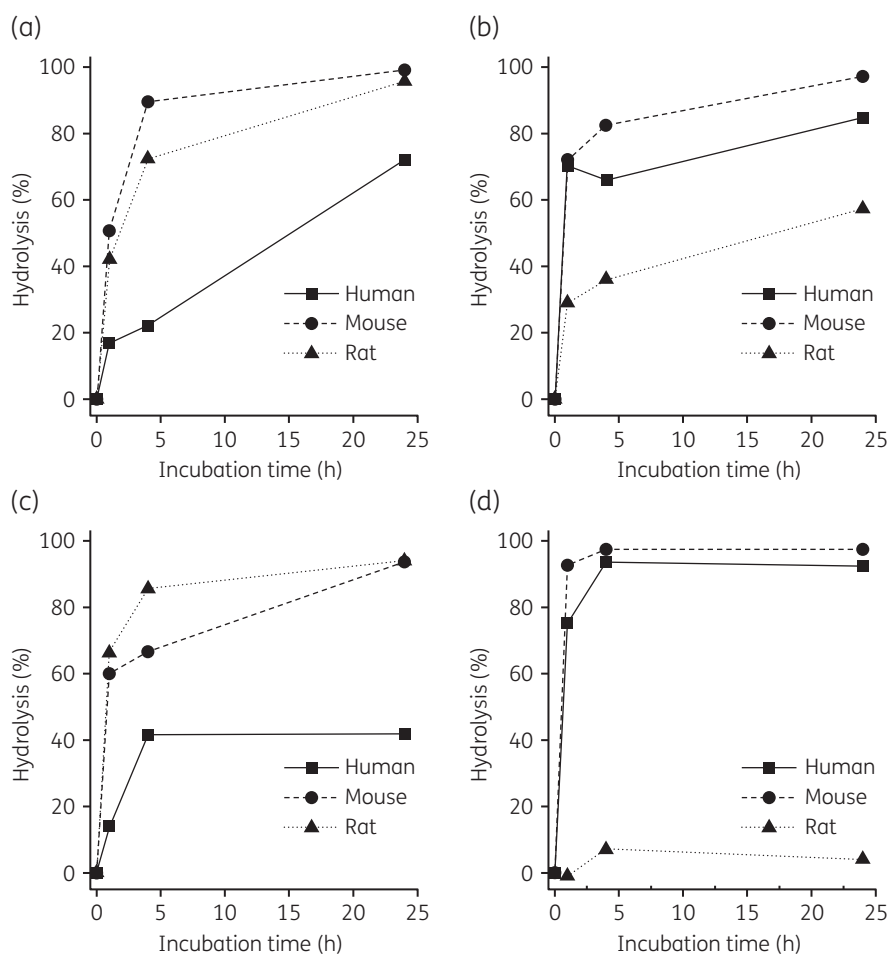 (a)
100
80
60
40
20
0
Hydrolysis (%)
Human
Mouse
Rat
0 5 10 15 20 25
Incubation time (h)
(b)
100
80
60
40
20
0
Hydrolysis (%)
Human
Mouse
Rat
0 5 10 15 20 25
Incubation time (h)
(c)
100
80
60
40
20
0
Hydrolysis (%)
Human
Mouse
Rat
0 5 10 15 20 25
Incubation time (h)
(d)
100
80
60
40
20
0
Hydrolysis (%)
Human
Mouse
Rat
0 5 10 15 20 25
Incubation time (h)